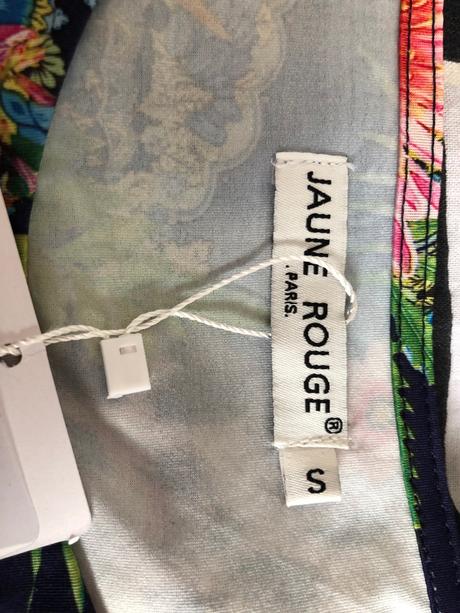 JAUNE ROUGE®
. PARIS.
S